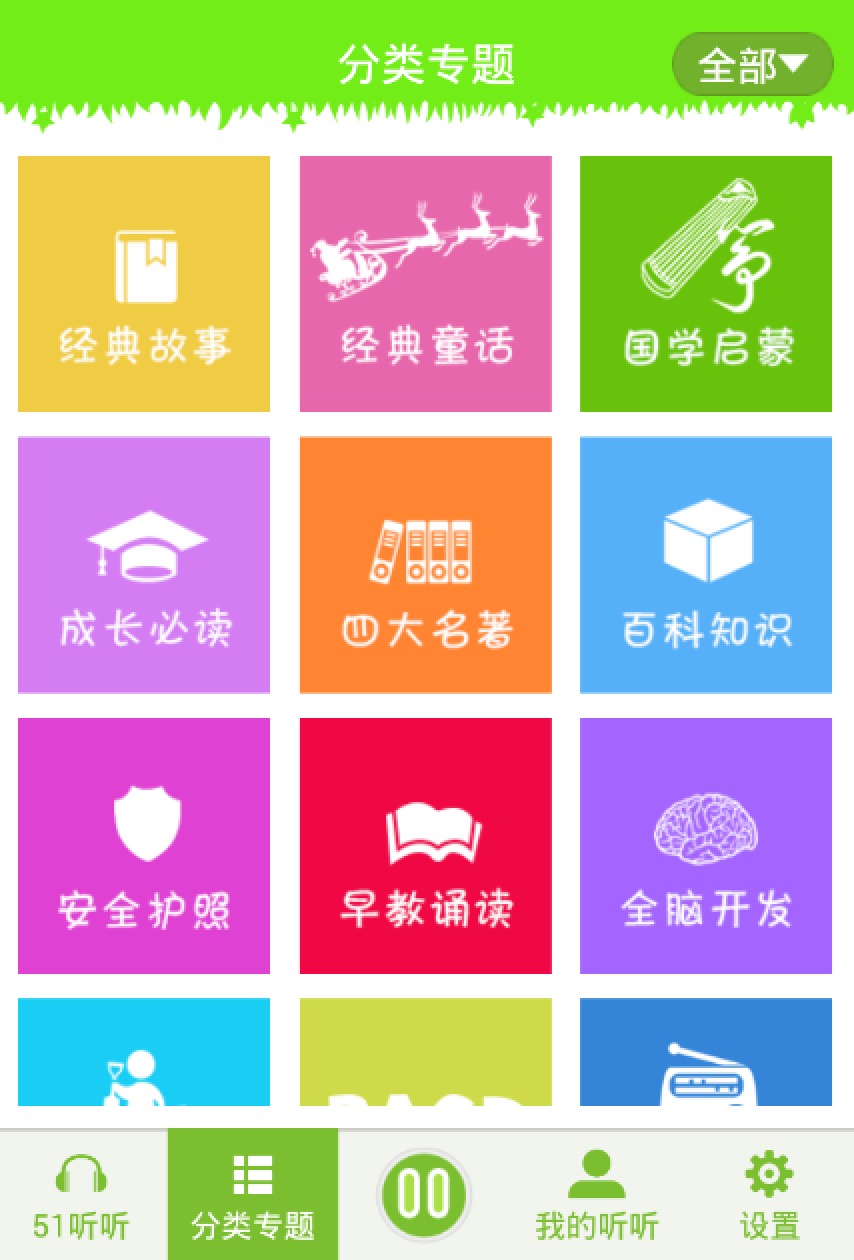 分类专题
全部
经典故事
经典童话
筝
国学启蒙
成长必读
四大名著
百科知识
安全护照
早教诵读
全脑开发
51听听
分类专题
我的听听
设置